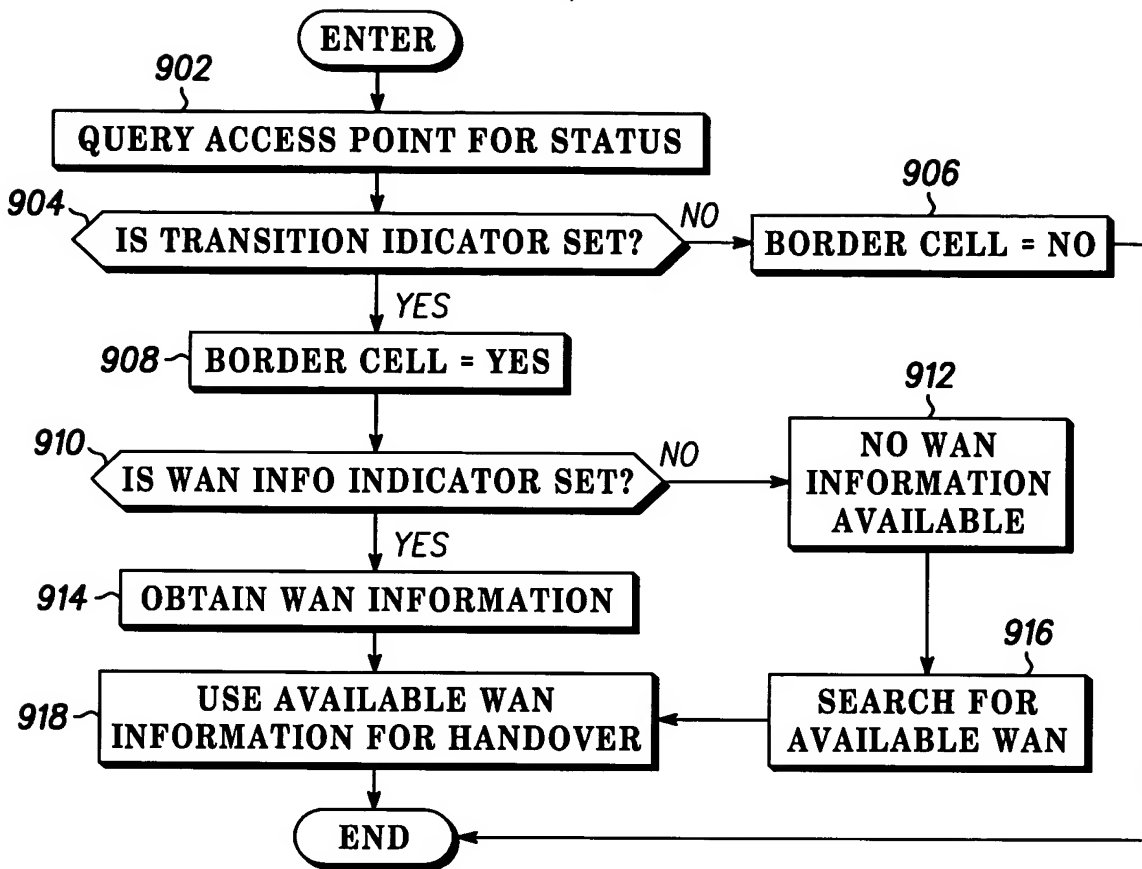 ENTER
902
QUERY ACCESS POINT FOR STATUS
904
IS TRANSITION IDICATOR SET?
NO
906
BORDER CELL = NO
YES
908
BORDER CELL = YES
910
IS WAN INFO INDICATOR SET?
NO
912
NO WAN
INFORMATION
AVAILABLE
YES
914
OBTAIN WAN INFORMATION
916
SEARCH FOR
AVAILABLE WAN
918
USE AVAILABLE WAN
INFORMATION FOR HANDOVER
END